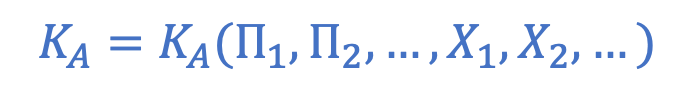 K_A = K_A(Π_1, Π_2, …, X_1, X_2, …)